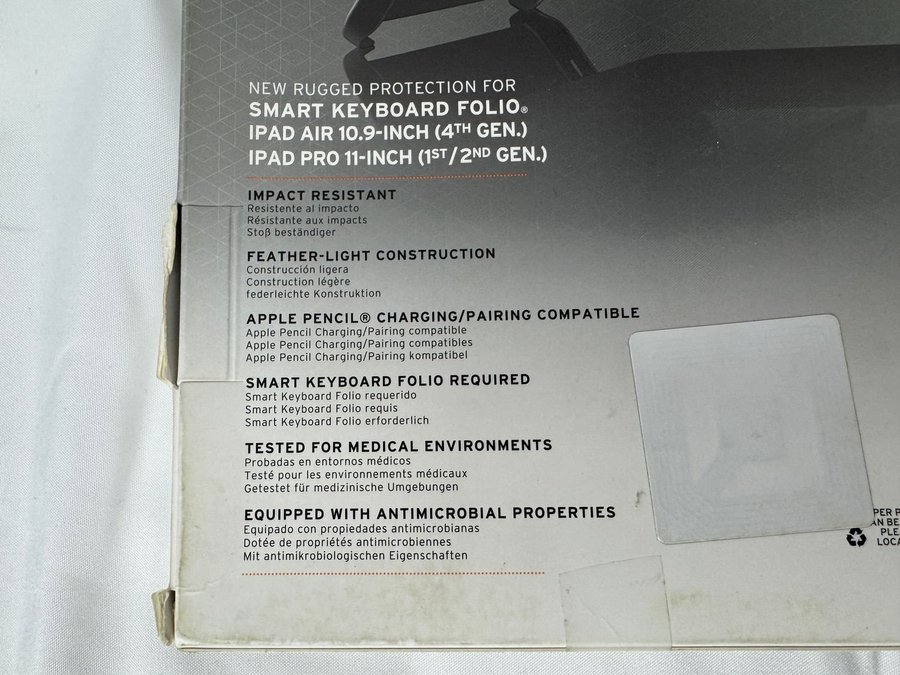 NEW RUGGED PROTECTION FOR
SMART KEYBOARD FOLIO®
IPAD AIR 10.9-INCH (4TH GEN.)
IPAD PRO 11-INCH (1ST/2ND GEN.)
IMPACT RESISTANT
Resistente al impacto
Résistante aux impacts
Stoß beständiger
FEATHER-LIGHT CONSTRUCTION
Construcción ligera
Construction légère
federleichte Konstruktion
APPLE PENCIL® CHARGING/PAIRING COMPATIBLE
Apple Pencil Charging/Pairing compatible
Apple Pencil Charging/Pairing compatibles
Apple Pencil Charging/Pairing kompatibel
SMART KEYBOARD FOLIO REQUIRED
Smart Keyboard Folio requerido
Smart Keyboard Folio requis
Smart Keyboard Folio erforderlich
TESTED FOR MEDICAL ENVIRONMENTS
Probadas en entornos médicos
Testé pour les environnements médicaux
Getestet für medizinische Umgebungen
EQUIPPED WITH ANTIMICROBIAL PROPERTIES
Equipado con propiedades antimicrobianas
Dotée de propriétés antimicrobiennes
Mit antimikrobiologischen Eigenschaften